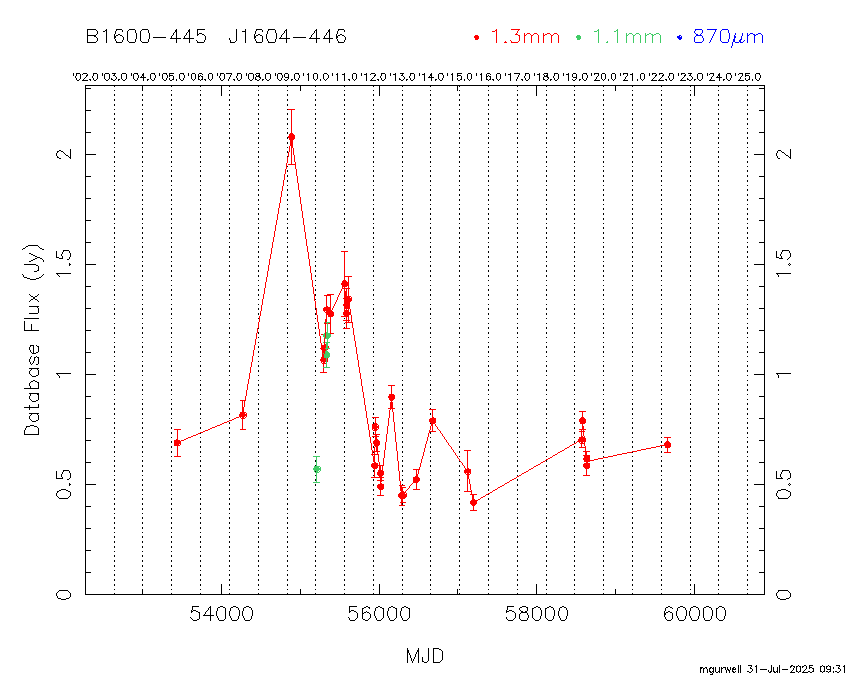 B1600-445 J1604-446 1.3mm 1.1mm 870μm
'02.0 '03.0 '04.0 '05.0 '06.0 '07.0 '08.0 '09.0 '10.0 '11.0 '12.0 '13.0 '14.0 '15.0 '16.0 '17.0 '18.0 '19.0 '20.0 '21.0 '22.0 '23.0 '24.0 '25.0
2 2
1.5 1.5
1 1
0.5 0.5
0 0
Database Flux (Jy)
54000 56000 58000 60000
MJD
mgurwell 31-Jul-2025 09:31